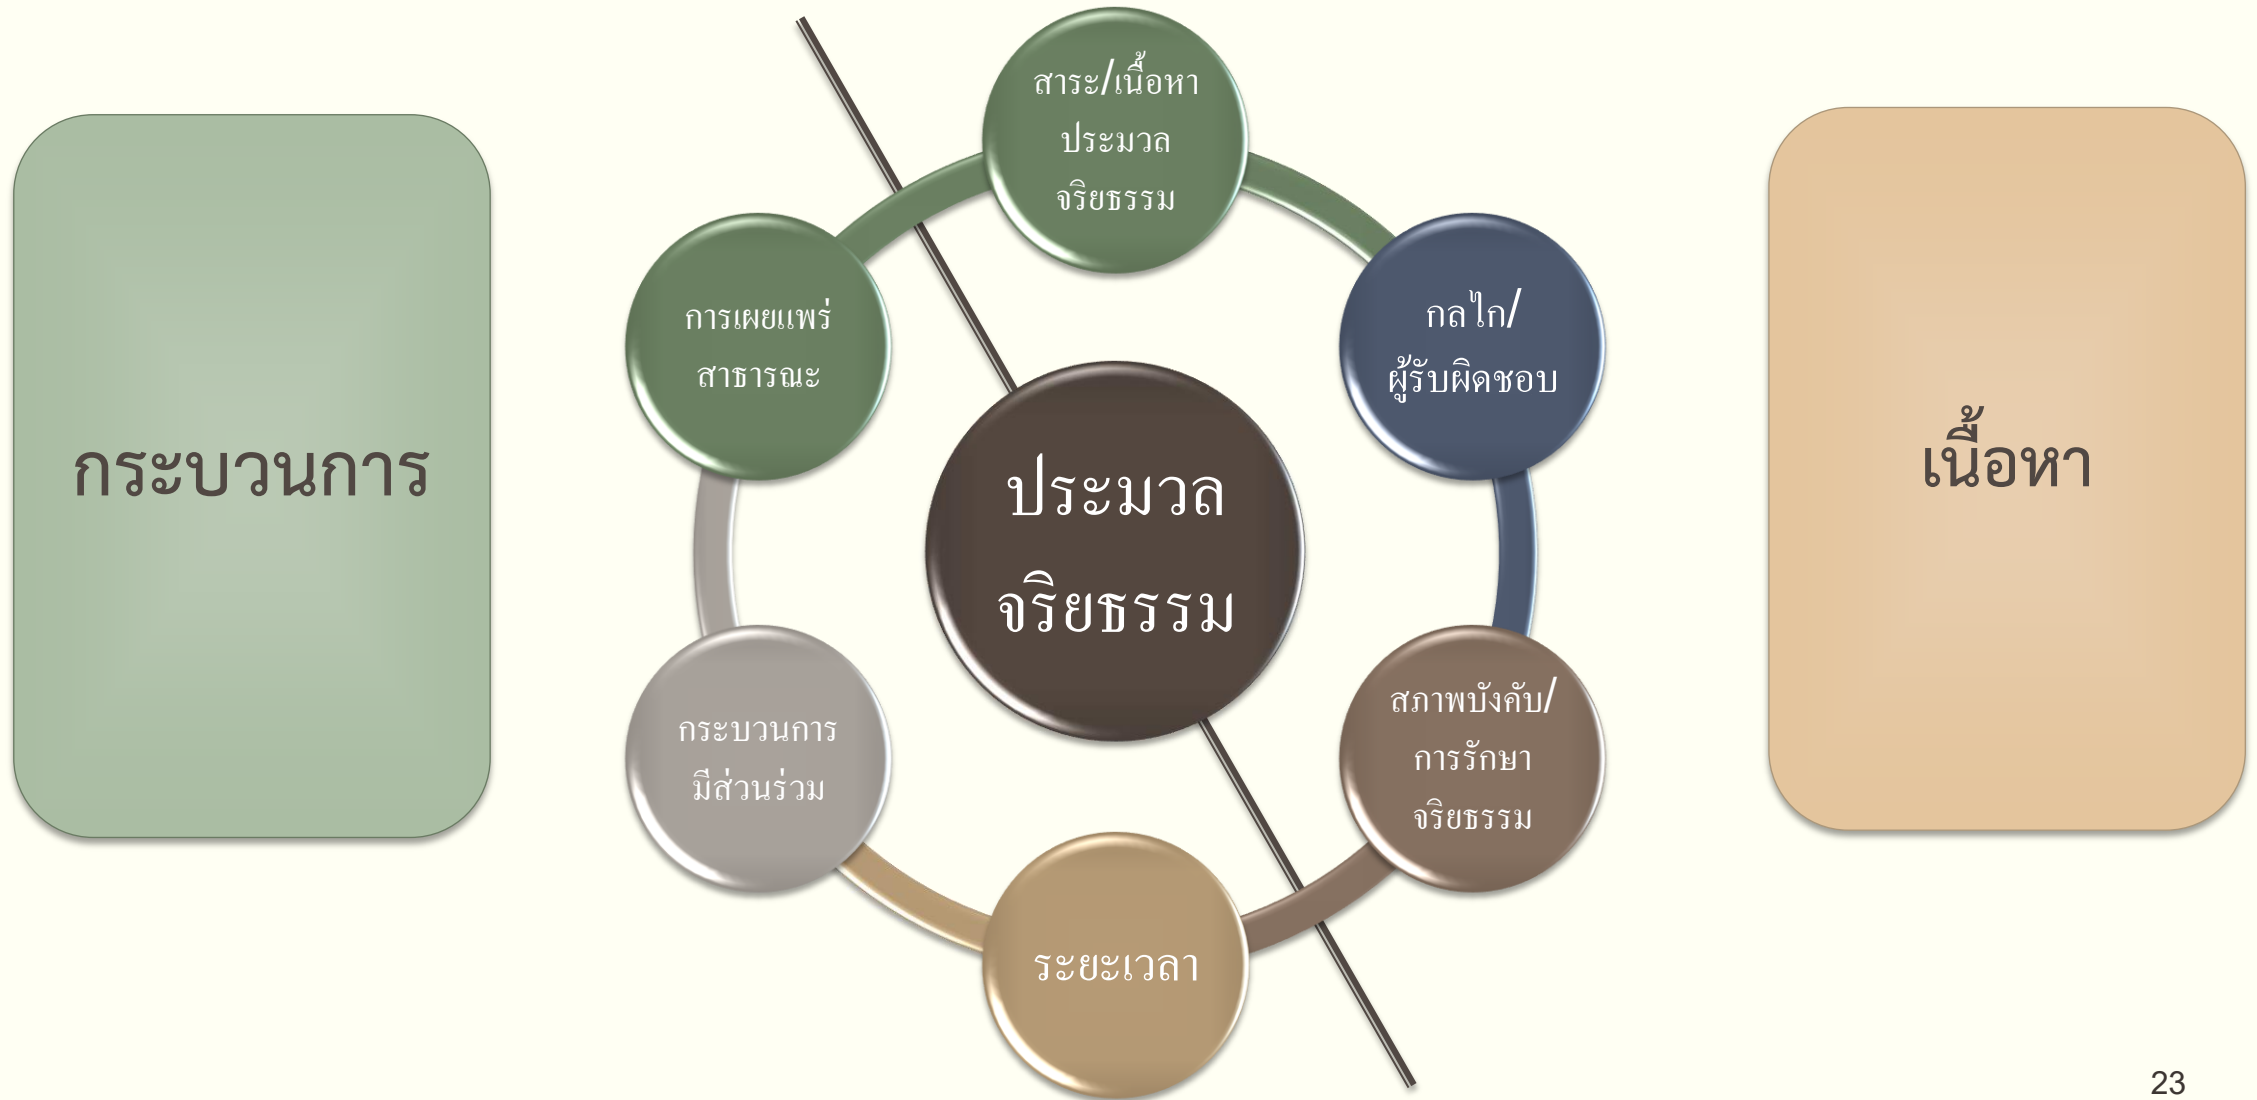 กระบวนการ
สาระ/เนื้อหา
ประมวล
จริยธรรม
กลไก/
ผู้รับผิดชอบ
สภาพบังคับ/
การรักษา
จริยธรรม
ระยะเวลา
กระบวนการ
มีส่วนร่วม
การเผยแพร่
สาธารณะ
ประมวล
จริยธรรม
เนื้อหา
23